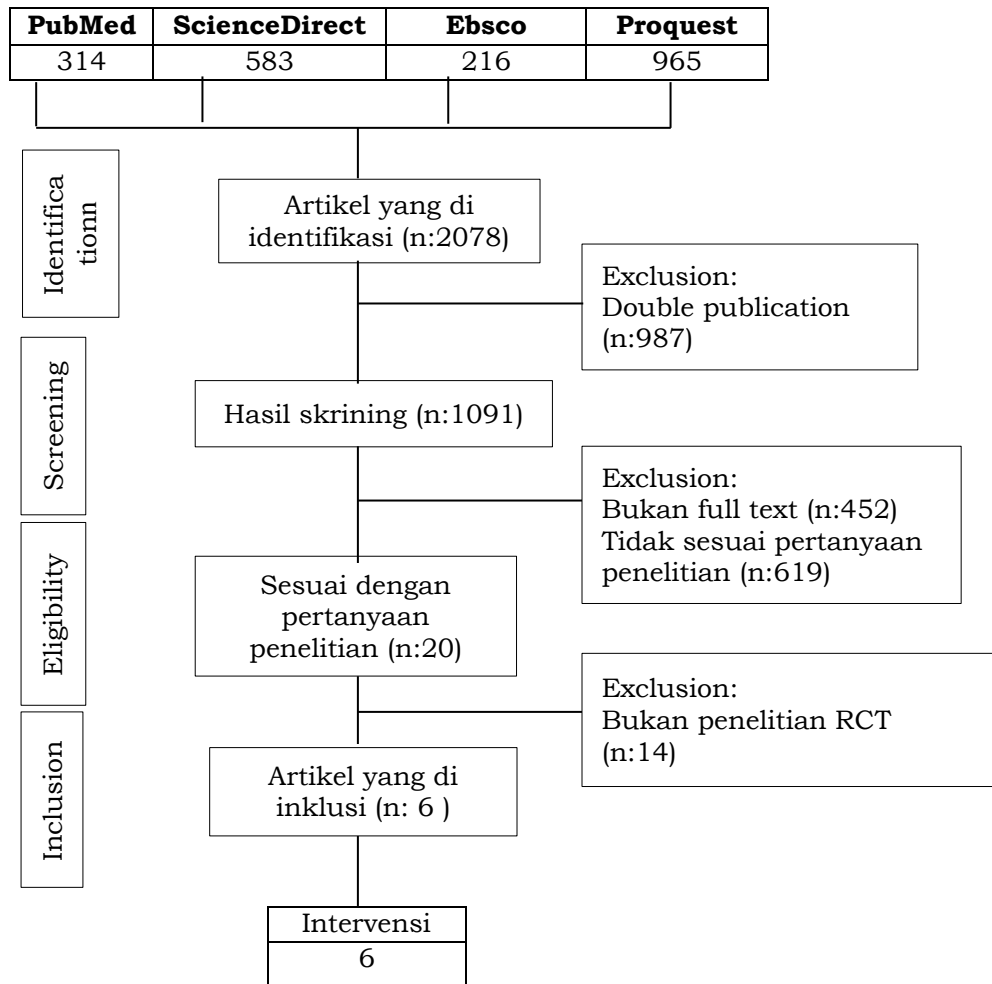 PubMed ScienceDirect Ebsco Proquest
314 583 216 965
Identifica
tionn
Artikel yang di
identifikasi (n:2078)
Exclusion:
Double publication
(n:987)
Screening
Hasil skrining (n:1091)
Exclusion:
Bukan full text (n:452)
Tidak sesuai pertanyaan
penelitian (n:619)
Eligibility
Sesuai dengan
pertanyaan
penelitian (n:20)
Exclusion:
Bukan penelitian RCT
(n:14)
Inclusion
Artikel yang di
inklusi (n: 6 )
Intervensi
6